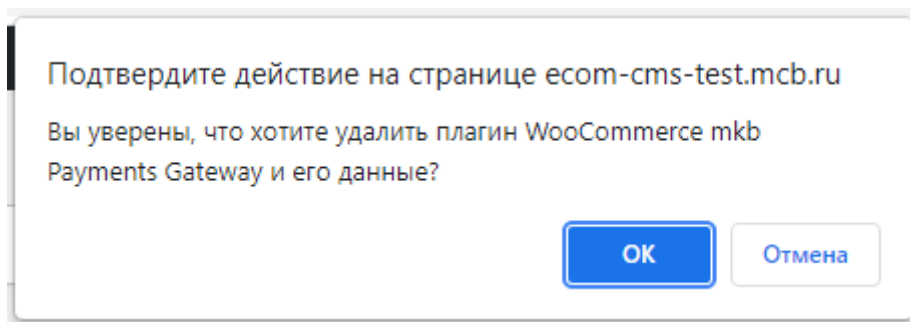 Подтвердите действие на странице ecom-cms-test.mcb.ru
Вы уверены, что хотите удалить плагин WooCommerce mkb
Payments Gateway и его данные?
ОК
Отмена